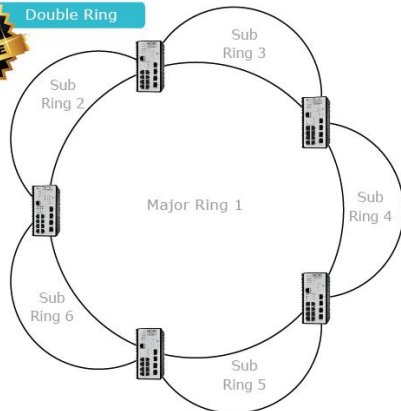 Double Ring
Sub
Ring 3
Sub
Ring 2
Major Ring 1
Sub
Ring 4
Sub
Ring 6
Sub
Ring 5